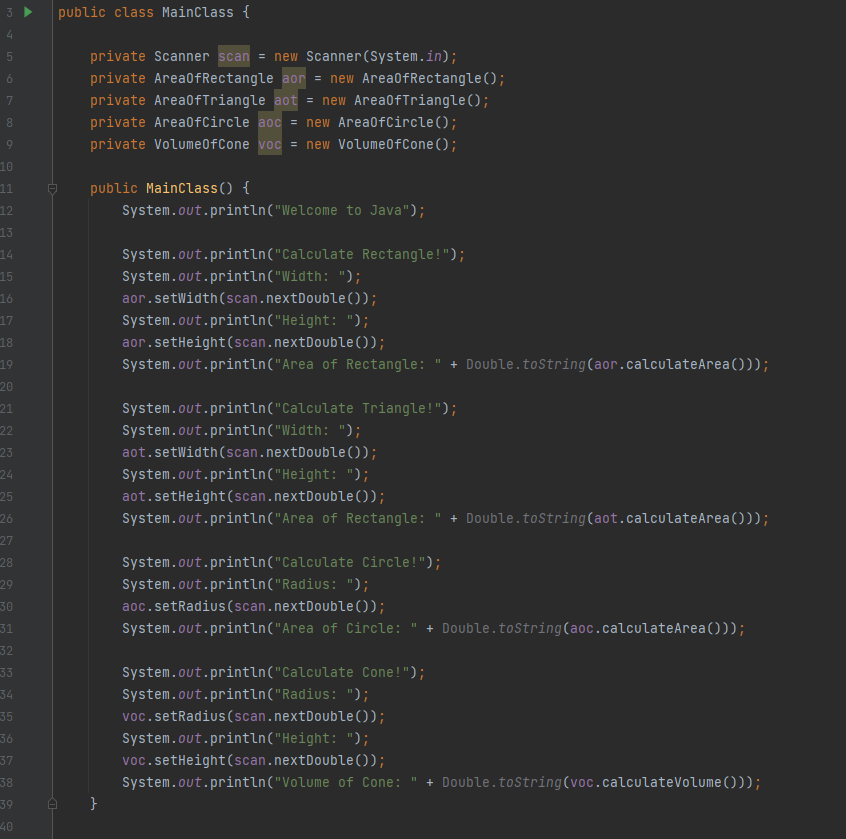 3 public class MainClass {
4
5 private Scanner scan = new Scanner(System.in);
6 private AreaOfRectangle aor = new AreaOfRectangle();
7 private AreaOfTriangle aot = new AreaOfTriangle();
8 private AreaOfCircle aoc = new AreaOfCircle();
9 private VolumeOfCone voc = new VolumeOfCone();
10
11 public MainClass() {
12 System.out.println("Welcome to Java");
13
14 System.out.println("Calculate Rectangle!");
15 System.out.println("Width: ");
16 aor.setWidth(scan.nextDouble());
17 System.out.println("Height: ");
18 aor.setHeight(scan.nextDouble());
19 System.out.println("Area of Rectangle: " + Double.toString(aor.calculateArea()));
20
21 System.out.println("Calculate Triangle!");
22 System.out.println("Width: ");
23 aot.setWidth(scan.nextDouble());
24 System.out.println("Height: ");
25 aot.setHeight(scan.nextDouble());
26 System.out.println("Area of Rectangle: " + Double.toString(aot.calculateArea()));
27
28 System.out.println("Calculate Circle!");
29 System.out.println("Radius: ");
30 aoc.setRadius(scan.nextDouble());
31 System.out.println("Area of Circle: " + Double.toString(aoc.calculateArea()));
32
33 System.out.println("Calculate Cone!");
34 System.out.println("Radius: ");
35 voc.setRadius(scan.nextDouble());
36 System.out.println("Height: ");
37 voc.setHeight(scan.nextDouble());
38 System.out.println("Volume of Cone: " + Double.toString(voc.calculateVolume()));
39 }
40